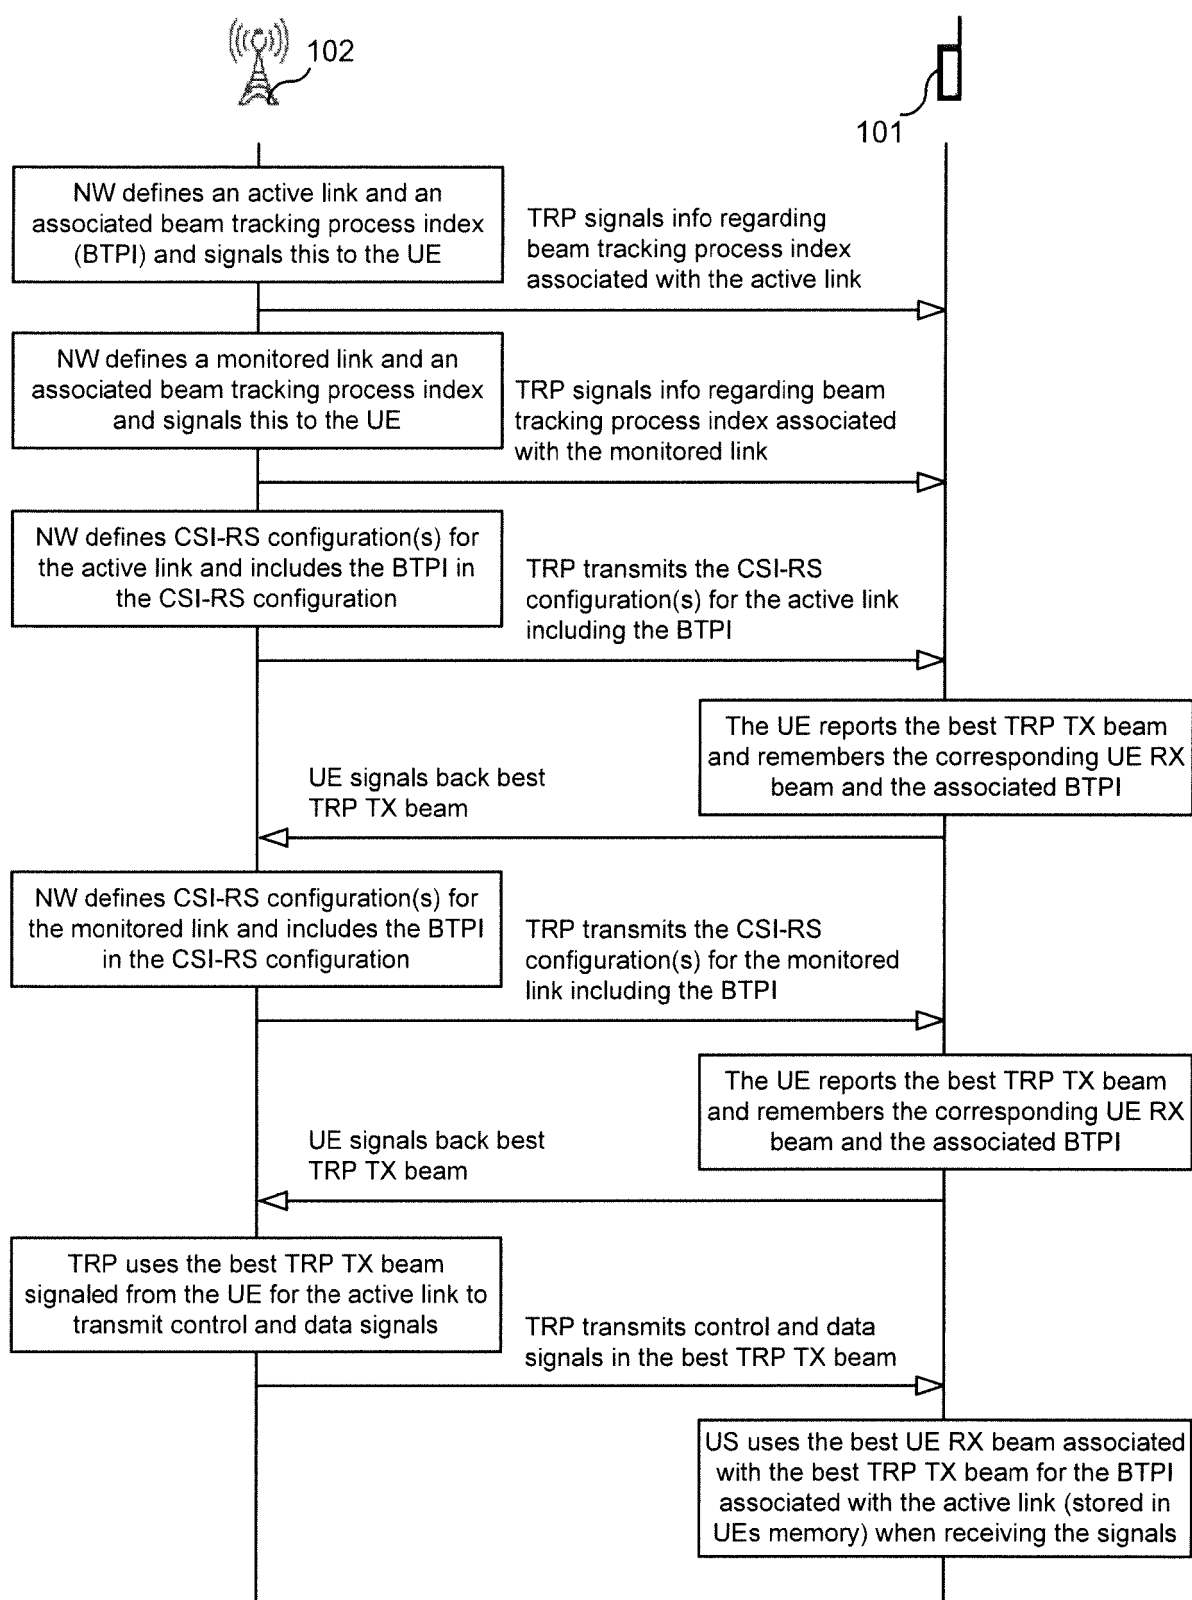 102
101
NW defines an active link and an
associated beam tracking process index
(BTPI) and signals this to the UE
TRP signals info regarding
beam tracking process index
associated with the active link
NW defines a monitored link and an
associated beam tracking process index
and signals this to the UE
TRP signals info regarding beam
tracking process index associated
with the monitored link
NW defines CSI-RS configuration(s) for
the active link and includes the BTPI in
the CSI-RS configuration
TRP transmits the CSI-RS
configuration(s) for the active link
including the BTPI
The UE reports the best TRP TX beam
and remembers the corresponding UE RX
beam and the associated BTPI
UE signals back best
TRP TX beam
NW defines CSI-RS configuration(s) for
the monitored link and includes the BTPI
in the CSI-RS configuration
TRP transmits the CSI-RS
configuration(s) for the monitored
link including the BTPI
The UE reports the best TRP TX beam
and remembers the corresponding UE RX
beam and the associated BTPI
UE signals back best
TRP TX beam
TRP uses the best TRP TX beam
signaled from the UE for the active link to
transmit control and data signals
TRP transmits control and data
signals in the best TRP TX beam
US uses the best UE RX beam associated
with the best TRP TX beam for the BTPI
associated with the active link (stored in
UEs memory) when receiving the signals